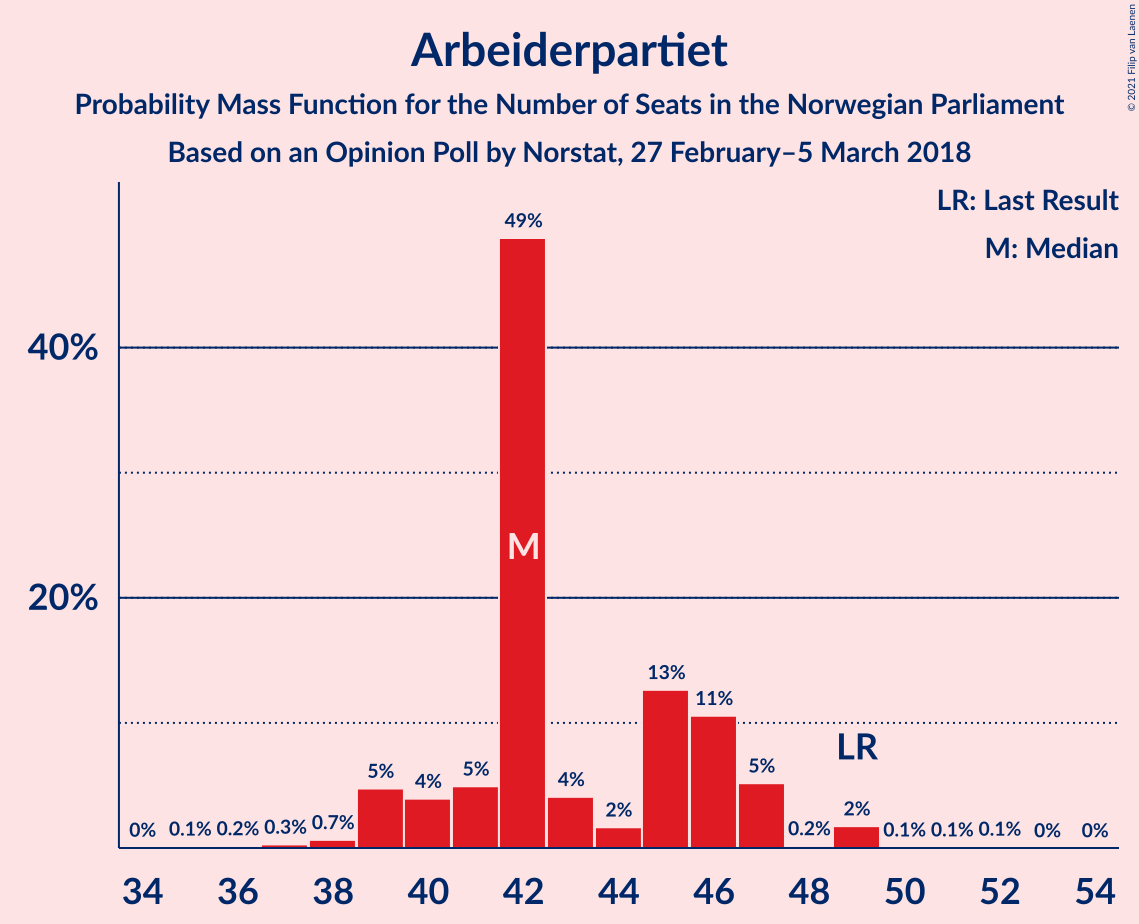 Arbeiderpartiet
Probability Mass Function for the Number of Seats in the Norwegian Parliament
Based on an Opinion Poll by Norstat, 27 February–5 March 2018
© 2021 Filip van Laenen
LR: Last Result
M: Median
40%
20%
0%
0.1%
0.2%
0.3%
0.7%
5%
4%
5%
49%
M
4%
2%
13%
11%
5%
0.2%
LR
2%
0.1%
0.1%
0.1%
0%
0%
34 36 38 40 42 44 46 48 50 52 54